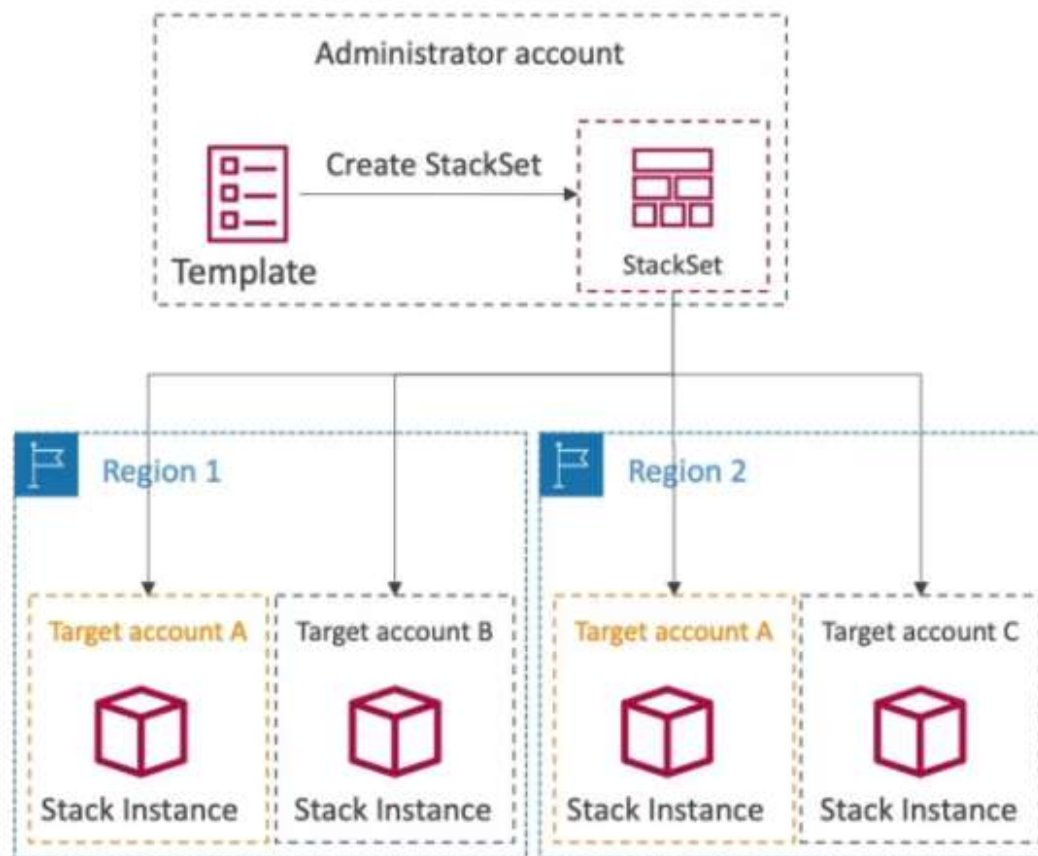 Administrator account
Create StackSet
Template
StackSet
Region 1
Region 2
Target account A
Target account B
Target account A
Target account C
Stack Instance
Stack Instance
Stack Instance
Stack Instance